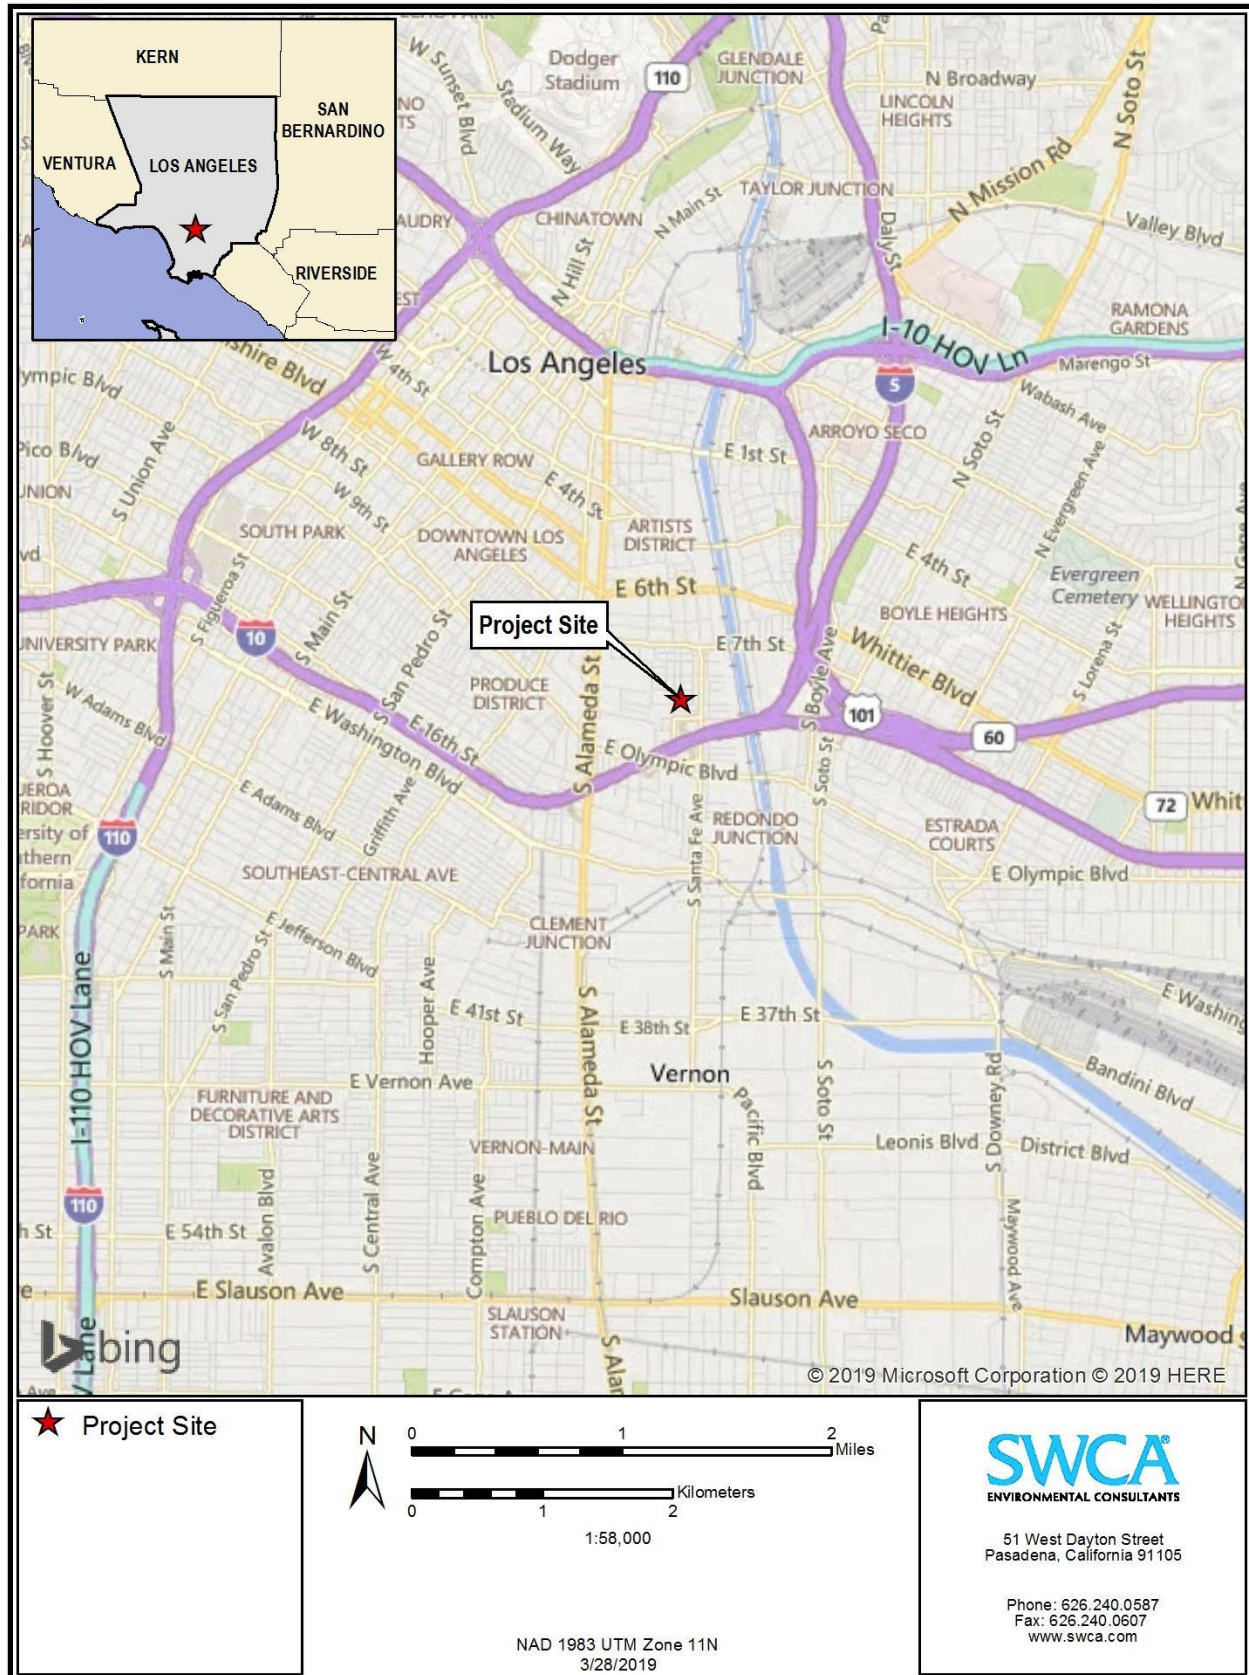 KERN
SAN
BERNARDINO
VENTURA
LOS ANGELES
RIVERSIDE
W Sunset Blvd
Stadium Way
Dodger
Stadium
110
GLENDALE
JUNCTION
N Broadway
LINCOLN
HEIGHTS
N Soto St
N Mission Rd
TAYLOR JUNCTION
CHINATOWN
N Main St
Daly St
Valley Blvd
N Hill St
RAMONA
GARDENS
I-10 HOV Ln
Marengo St
Los Angeles
W 4th St
5
Wabash Ave
S Union Ave
W 8th St
GALLERY ROW
E 1st St
ARROYO SECO
N Soto St
N Evergreen Ave
W 9th St
E 4th St
SOUTH PARK
DOWNTOWN LOS
ANGELES
ARTISTS
DISTRICT
E 4th St
Evergreen
Cemetery
S Figueroa St
S Main St
E 6th St
BOYLE HEIGHTS
10
Project Site
S San Pedro St
E 7th St
Whittier Blvd
S Lorena St
S Hoover St
W Adams Blvd
PRODUCE
DISTRICT
S Alameda St
S Boyle Ave
101
60
E 16th St
E Washington Blvd
E Olympic Blvd
S Soto St
E Adams Blvd
Griffith Ave
S Santa Fe Ave
REDONDO
JUNCTION
ESTRADA
COURTS
72
110
SOUTHEAST-CENTRAL AVE
E Olympic Blvd
S Main St
S San Pedro St
E Jefferson Blvd
CLEMENT
JUNCTION
I-110 HOV Lane
Hooper Ave
E 41st St
S Alameda St
E 38th St
E 37th St
E Vernon Ave
Vernon
S Soto St
S Downey Rd
Bandini Blvd
FURNITURE AND
DECORATIVE ARTS
DISTRICT
Pacific Blvd
VERNON-MAIN
Leonis Blvd
District Blvd
110
Avalon Blvd
S Central Ave
Compton Ave
PUEBLO DEL RIO
Maywood Ave
E 54th St
E Slauson Ave
Slauson Ave
SLAUSON
STATION
Maywood
bing
© 2019 Microsoft Corporation © 2019 HERE
Project Site
N
0 1 2
Miles
Kilometers
0 1 2
1:58,000
NAD 1983 UTM Zone 11N
3/28/2019
SWCA®
ENVIRONMENTAL CONSULTANTS
51 West Dayton Street
Pasadena, California 91105
Phone: 626.240.0587
Fax: 626.240.0607
www.swca.com